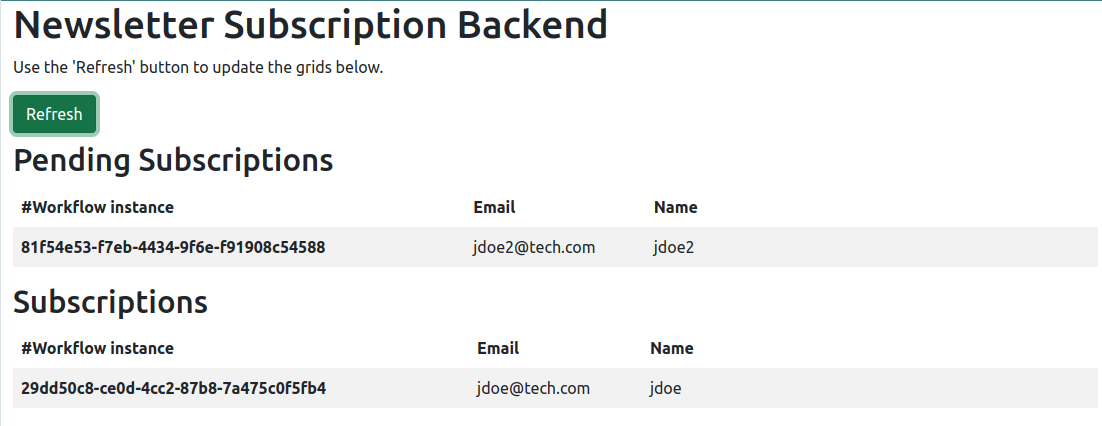 Newsletter Subscription Backend
Use the 'Refresh' button to update the grids below.
Refresh
Pending Subscriptions
#Workflow instance Email Name
81f54e53-f7eb-4434-9f6e-f91908c54588 jdoe2@tech.com jdoe2
Subscriptions
#Workflow instance Email Name
29dd50c8-ce0d-4cc2-87b8-7a475c0f5fb4 jdoe@tech.com jdoe